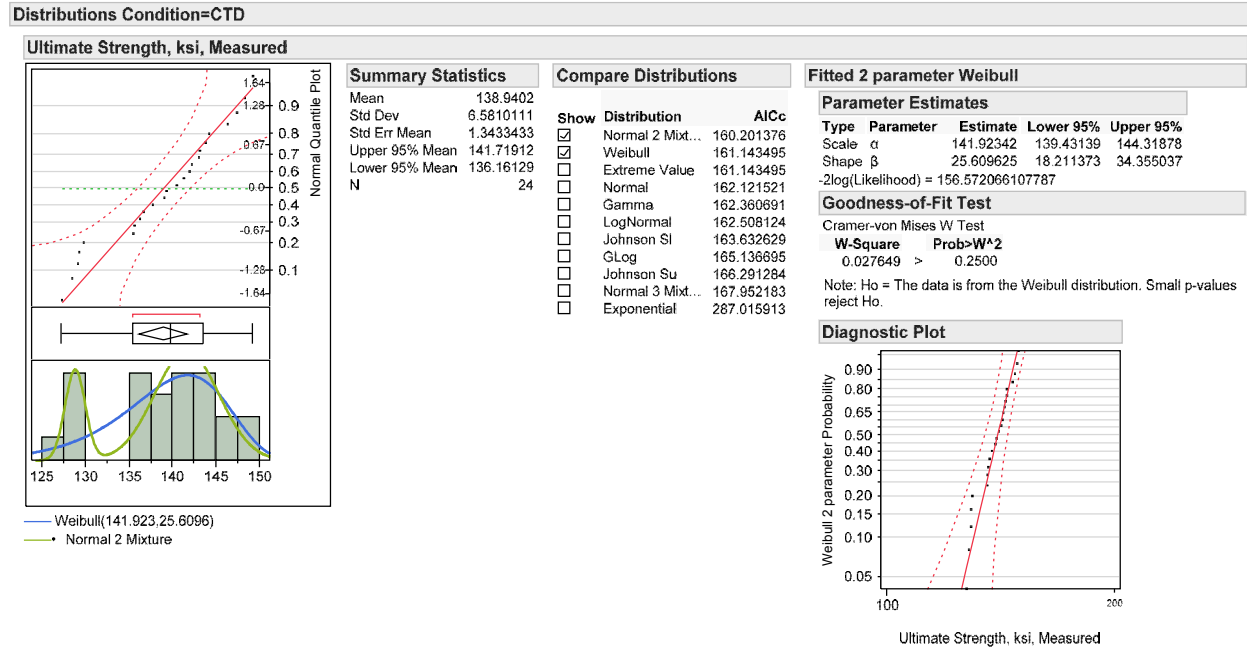 Distributions Condition=CTD
Ultimate Strength, ksi, Measured
1.64
1.28
0.67
0.0
-0.67
-1.28
-1.64
0.9
0.8
0.7
0.6
0.5
0.4
0.3
0.2
0.1
Normal Quantile Plot
125 130 135 140 145 150
Weibull(141.923,25.6096)
Normal 2 Mixture
Summary Statistics
Mean 138.9402
Std Dev 6.5810111
Std Err Mean 1.3433433
Upper 95% Mean 141.71912
Lower 95% Mean 136.16129
N 24
Compare Distributions
Show Distribution AICc
Normal 2 Mixt... 160.201376
Weibull 161.143495
Extreme Value 161.143495
Normal 162.121521
Gamma 162.360691
LogNormal 162.508124
Johnson Sl 163.632629
GLog 165.136695
Johnson Su 166.291284
Normal 3 Mixt... 167.952183
Exponential 287.015913
Fitted 2 parameter Weibull
Parameter Estimates
Type Parameter Estimate Lower 95% Upper 95%
Scale α 141.92342 139.43139 144.31878
Shape β 25.609625 18.211373 34.355037
-2log(Likelihood) = 156.572066107787
Goodness-of-Fit Test
Cramer-von Mises W Test
W-Square Prob>W^2
0.027649 > 0.2500
Note: Ho = The data is from the Weibull distribution. Small p-values
reject Ho.
Diagnostic Plot
Weibull 2 parameter Probability
0.90
0.80
0.65
0.50
0.40
0.30
0.20
0.15
0.10
0.05
100 200
Ultimate Strength, ksi, Measured